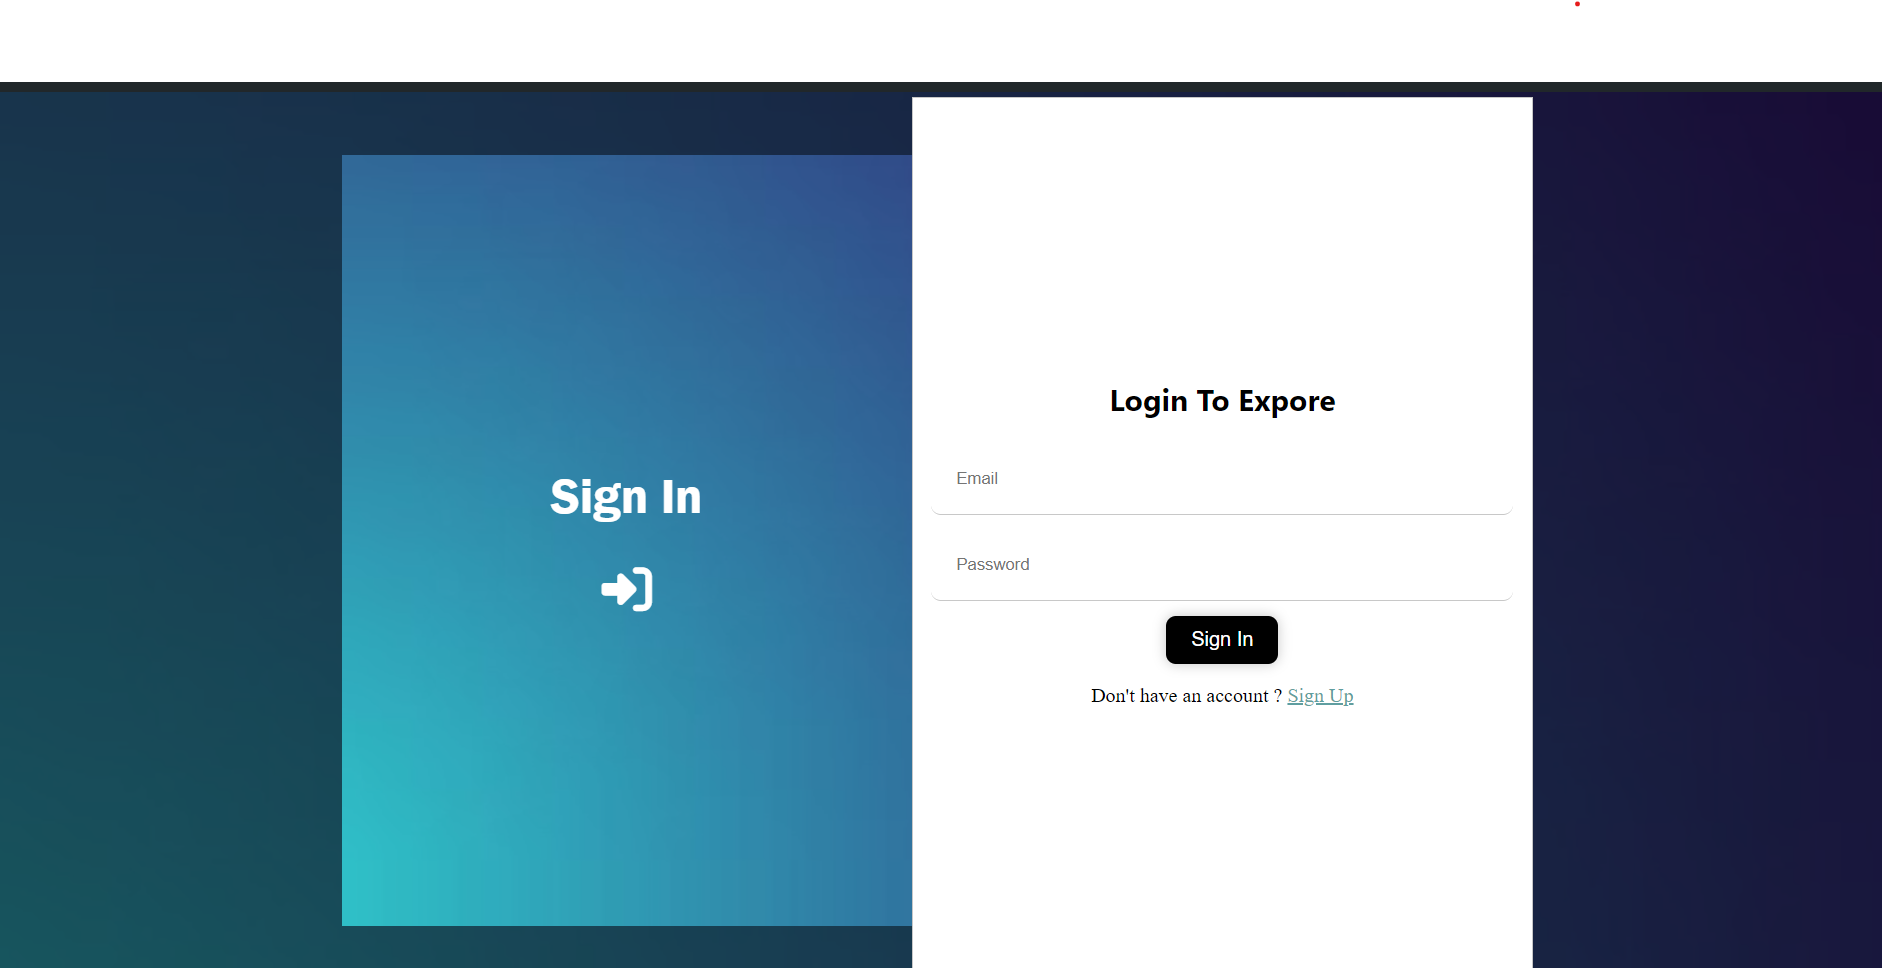 Sign In
Login To Expore
Email
Password
Sign In
Don't have an account ? Sign Up